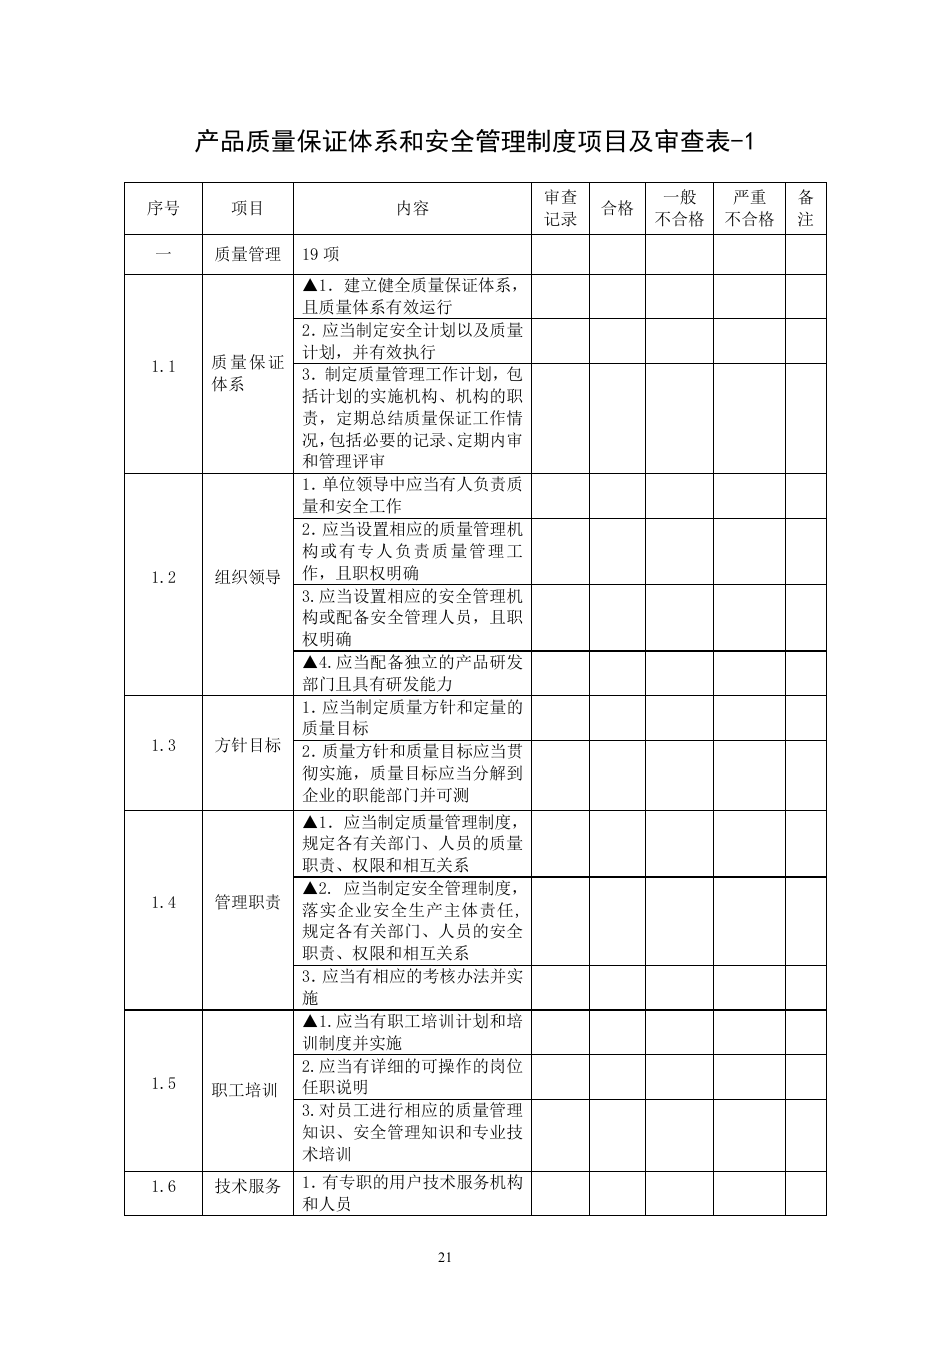 产品质量保证体系和安全管理制度项目及审查表-1
序号 项目 内容 审查记录 合格 一般不合格 严重不合格 备注
一 质量管理 19 项
1.1 质量保证体系
▲1. 建立健全质量保证体系，
且质量体系有效运行
2.应当制定安全计划以及质量
计划，并有效执行
3. 制定质量管理工作计划，包
括计划的实施机构、机构的职
责，定期总结质量保证工作情
况，包括必要的记录、定期内审
和管理评审
1.2 组织领导
1.单位领导中应当有人负责质
量和安全工作
2.应当设置相应的质量管理机
构或有专人负责质量管理工
作，且职权明确
3.应当设置相应的安全管理机
构或配备安全管理人员，且职
权明确
▲4.应当配备独立的产品研发
部门且具有研发能力
1.3 方针目标
1.应当制定质量方针和定量的
质量目标
2.质量方针和质量目标应当贯
彻实施，质量目标应当分解到
企业的职能部门并可测
1.4 管理职责
▲1. 应当制定质量管理制度，
规定各有关部门、人员的质量
职责、权限和相互关系
▲2. 应当制定安全管理制度，
落实企业安全生产主体责任，
规定各有关部门、人员的安全
职责、权限和相互关系
3.应当有相应的考核办法并实
施
1.5 职工培训
▲1.应当有职工培训计划和培
训制度并实施
2.应当有详细的可操作的岗位
任职说明
3.对员工进行相应的质量管理
知识、安全管理知识和专业技
术培训
1.6 技术服务
1.有专职的用户技术服务机构
和人员
21